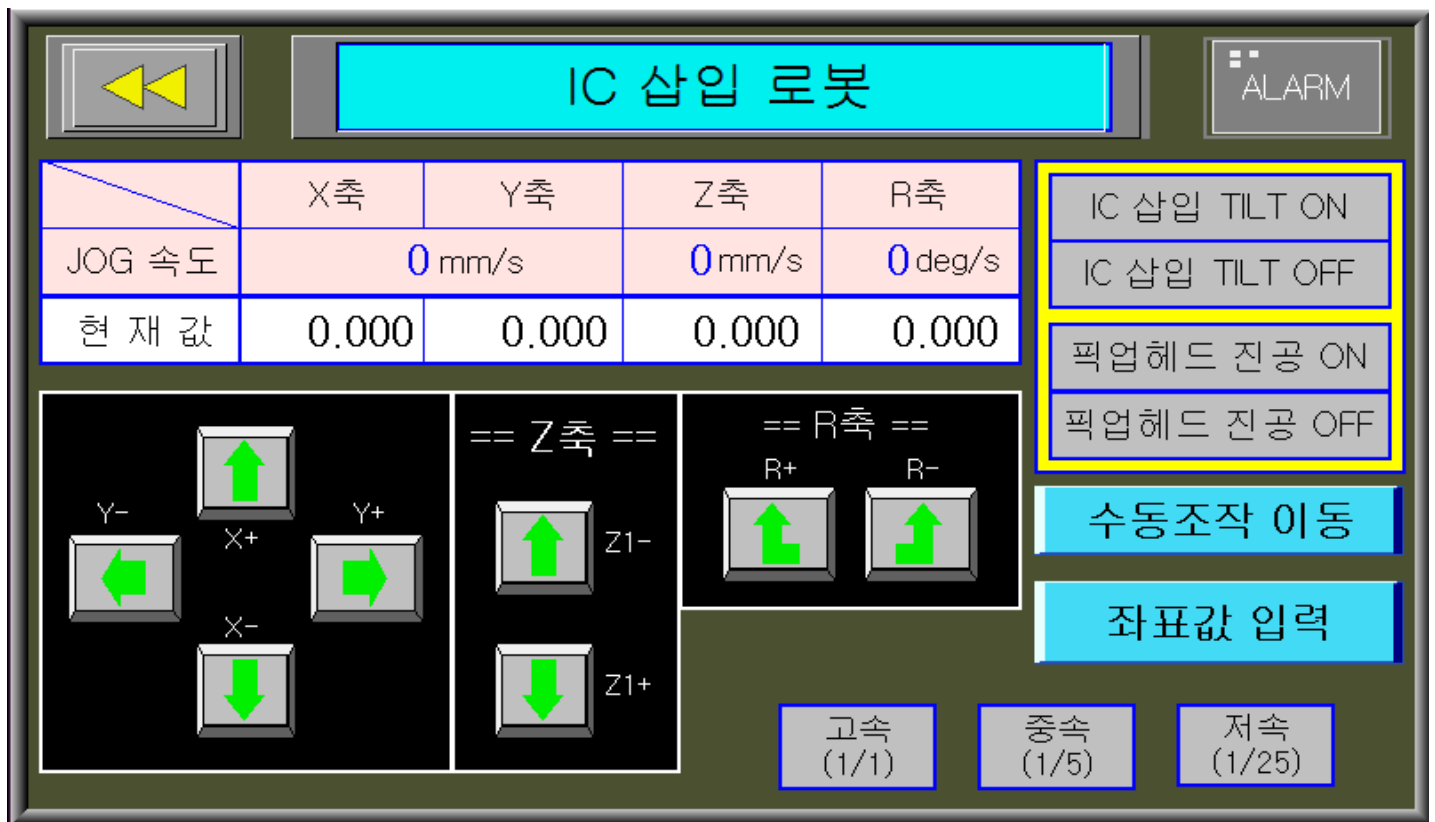 IC 삽입 로봇
ALARM
X축 Y축 Z축 R축
JOG 속도 0 mm/s 0 mm/s 0 deg/s
현 재 값 0.000 0.000 0.000 0.000
IC 삽입 TILT ON
IC 삽입 TILT OFF
픽업헤드 진공 ON
픽업헤드 진공 OFF
Y-
X+
Y+
X-
== Z축 ==
Z1-
Z1+
== R축 ==
R+ R-
수동조작 이동
좌표값 입력
고속
(1/1)
중속
(1/5)
저속
(1/25)